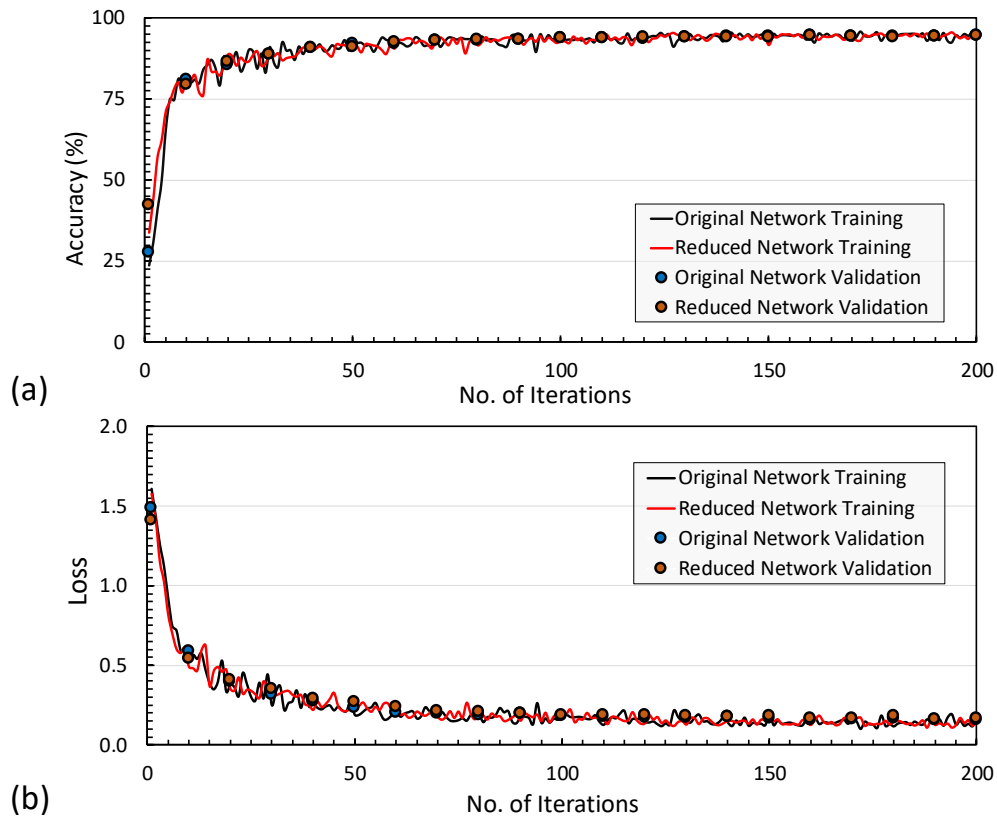 100
75
50
25
0
Accuracy (%)
Original Network Training
Reduced Network Training
Original Network Validation
Reduced Network Validation
0 50 100 150 200
No. of Iterations
(a)
2.0
1.5
1.0
0.5
0.0
Loss
Original Network Training
Reduced Network Training
Original Network Validation
Reduced Network Validation
0 50 100 150 200
No. of Iterations
(b)